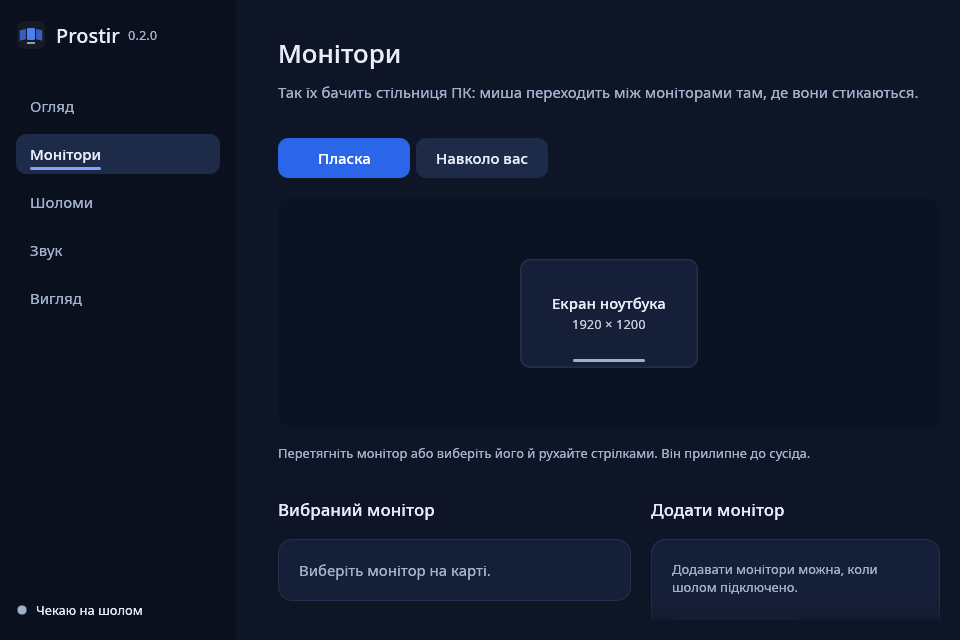 Prostir 0.2.0
Огляд
Монітори
Шоломи
Звук
Вигляд
Чекаю на шолом
Монітори
Так їх бачить стільниця ПК: миша переходить між моніторами там, де вони стикаються.
Пласка
Навколо вас
Екран ноутбука
1920 × 1200
Перетягніть монітор або виберіть його й рухайте стрілками. Він прилипне до сусіда.
Вибраний монітор
Виберіть монітор на карті.
Додати монітор
Додавати монітори можна, коли
шолом підключено.